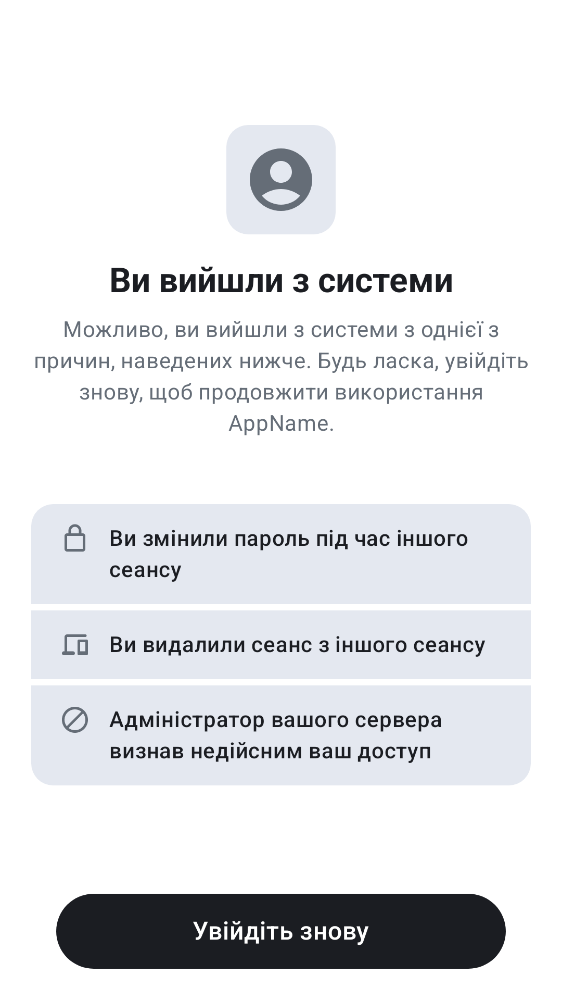 Ви вийшли з системи
Можливо, ви вийшли з системи з однієї з
причин, наведених нижче. Будь ласка, увійдіть
знову, щоб продовжити використання
AppName.
Ви змінили пароль під час іншого
сеансу
Ви видалили сеанс з іншого сеансу
Адміністратор вашого сервера
визнав недійсним ваш доступ
Увійдіть знову